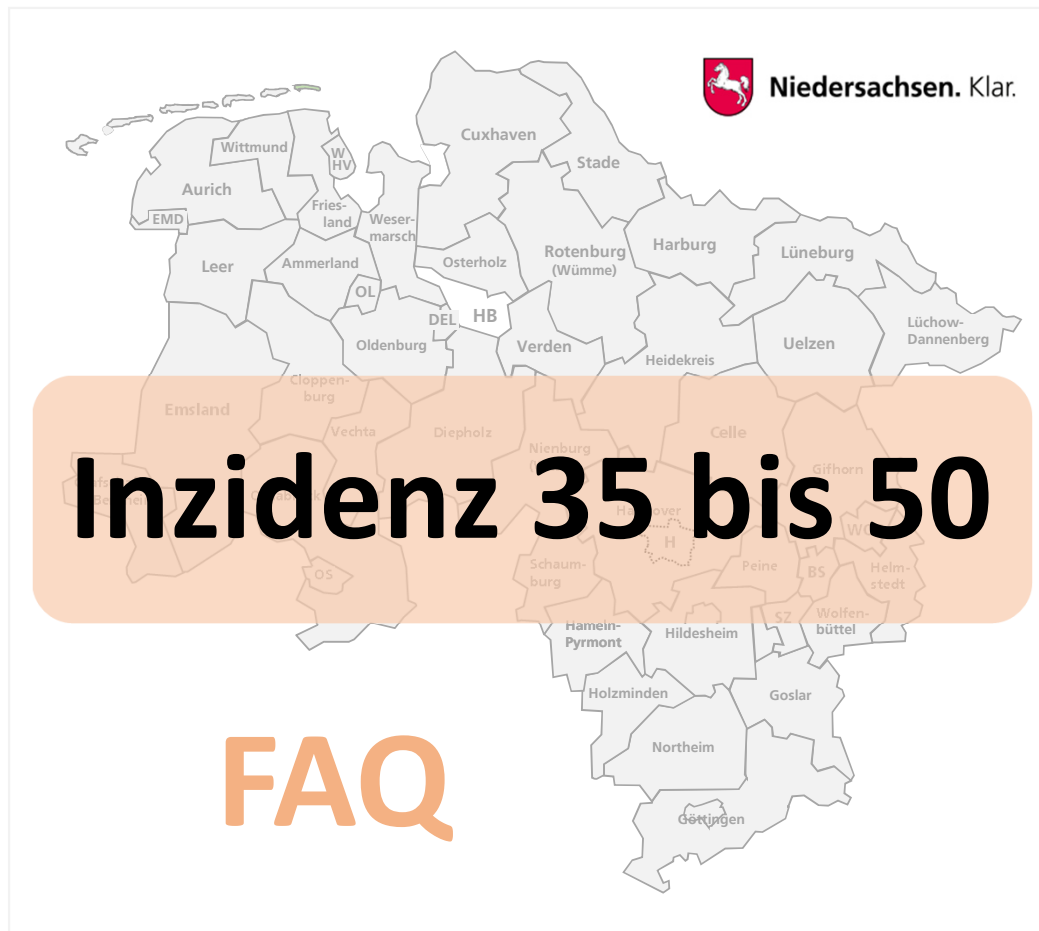 Niedersachsen. Klar.
Cuxhaven
Wittmund
W
HV
Stade
Aurich
EMD
Fries-
land
Weser-
marsch
Harburg
Lüneburg
Rotenburg
(Wümme)
Leer
Ammerland
Osterholz
OL
DEL
HB
Lüchow-
Dannenberg
Oldenburg
Verden
Uelzen
Heidekreis
Cloppen-
burg
Emsland
Vechta
Diepholz
Nienburg
Celle
Gifhorn
Inzidenz 35 bis 50
H
Schaum-
burg
Peine
BS
Helm-
stedt
OS
SZ
Wolfen-
büttel
Hameln-
Pyrmont
Hildesheim
Holzminden
Goslar
Northeim
FAQ
Göttingen